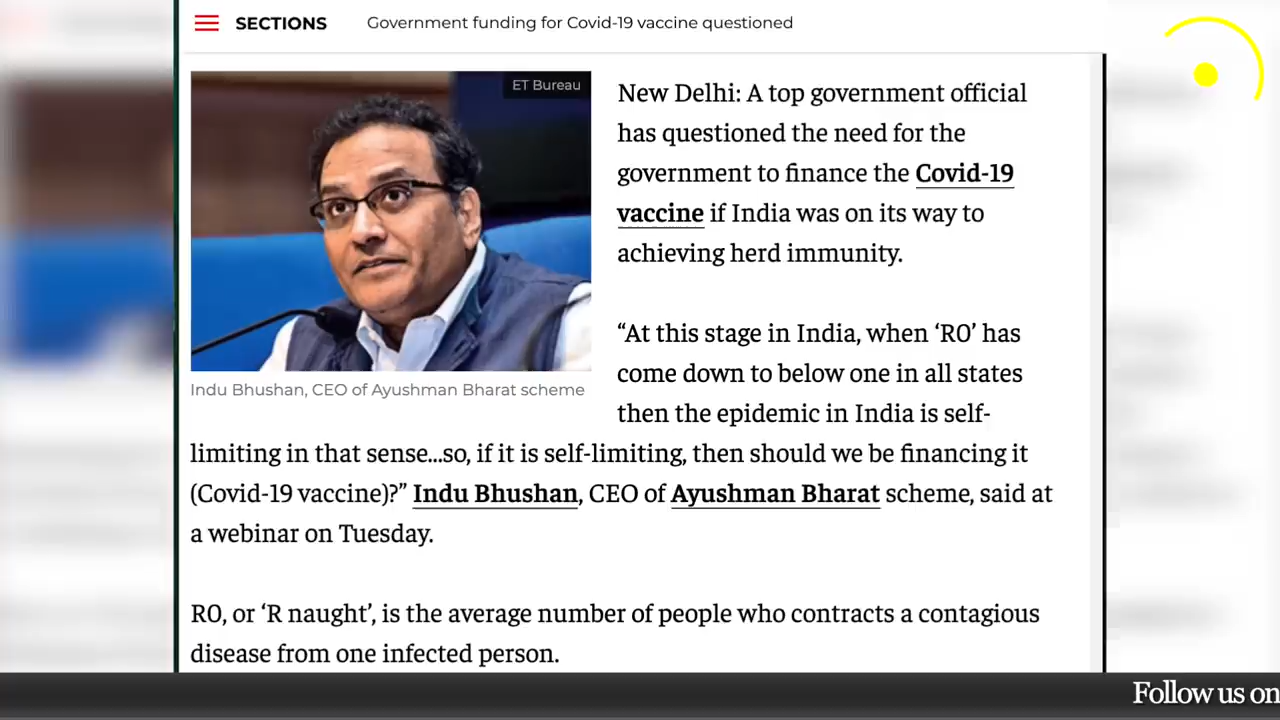 SECTIONS Government funding for Covid-19 vaccine questioned
ET Bureau
Indu Bhushan, CEO of Ayushman Bharat scheme
New Delhi: A top government official
has questioned the need for the
government to finance the Covid-19
vaccine if India was on its way to
achieving herd immunity.
“At this stage in India, when ‘RO’ has
come down to below one in all states
then the epidemic in India is self-
limiting in that sense...so, if it is self-limiting, then should we be financing it
(Covid-19 vaccine)?” Indu Bhushan, CEO of Ayushman Bharat scheme, said at
a webinar on Tuesday.
RO, or ‘R naught’, is the average number of people who contracts a contagious
disease from one infected person.
Follow us on